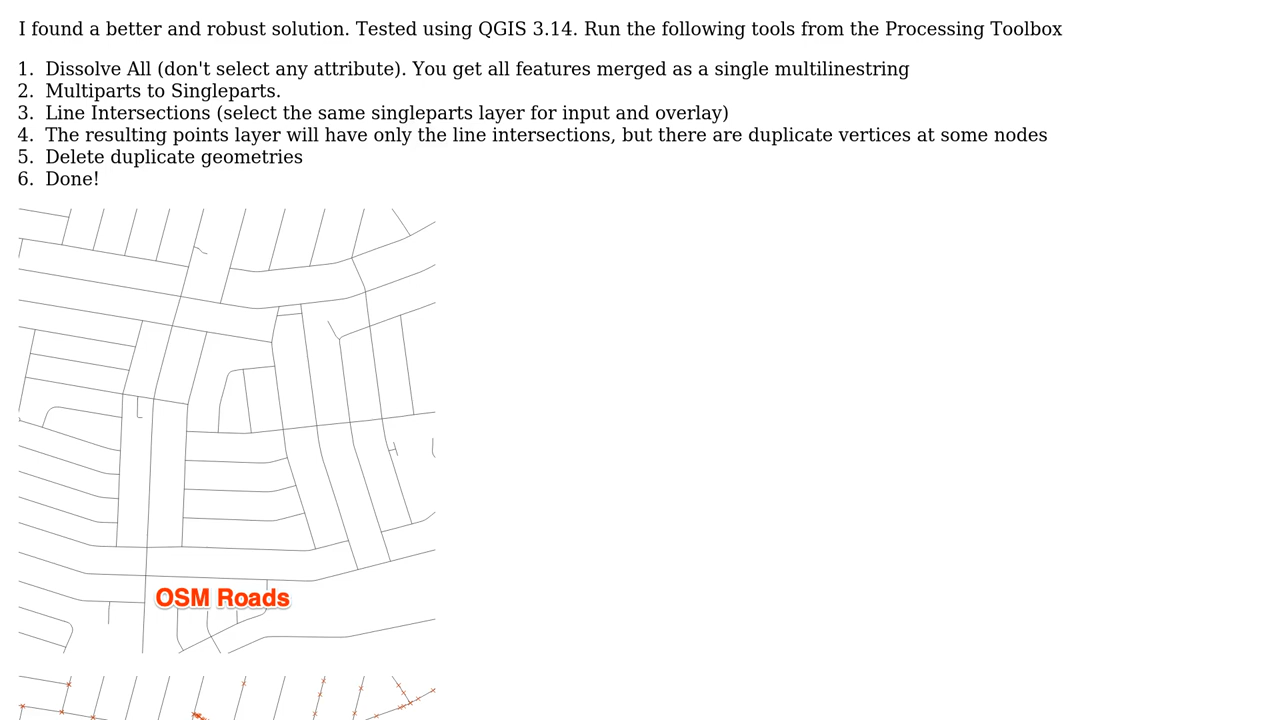 I found a better and robust solution. Tested using QGIS 3.14. Run the following tools from the Processing Toolbox
1. Dissolve All (don't select any attribute). You get all features merged as a single multilinestring
2. Multiparts to Singleparts.
3. Line Intersections (select the same singleparts layer for input and overlay)
4. The resulting points layer will have only the line intersections, but there are duplicate vertices at some nodes
5. Delete duplicate geometries
6. Done!
OSM Roads